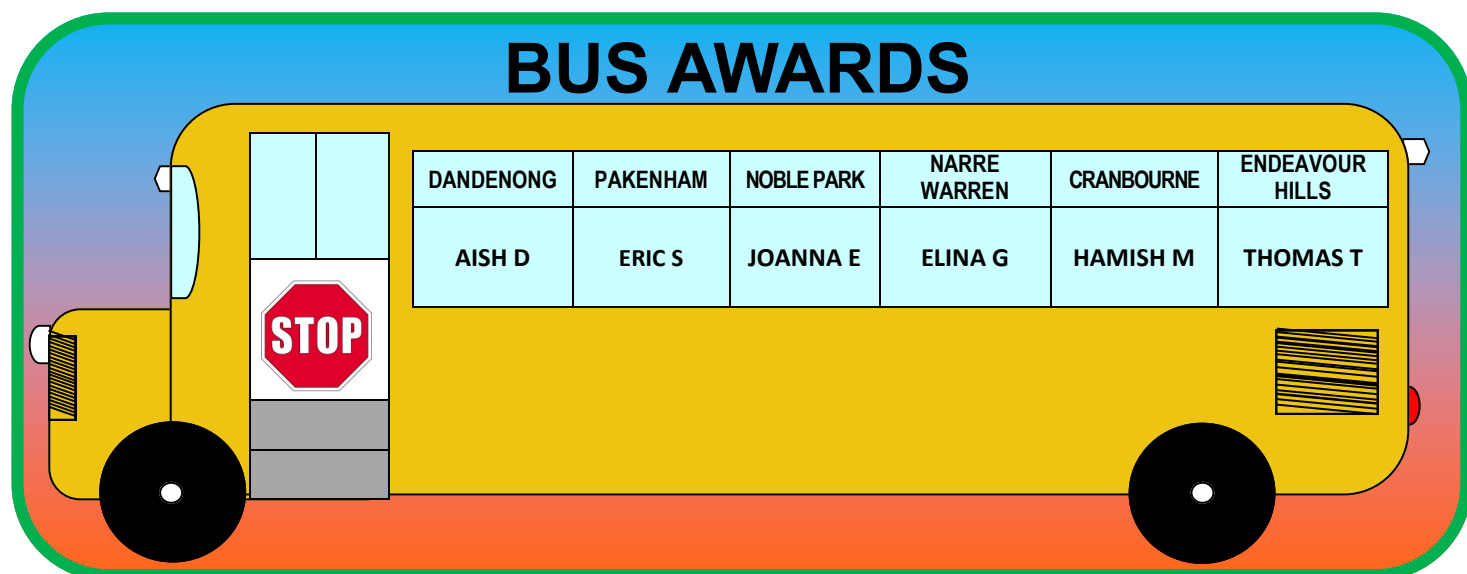 BUS AWARDS
DANDENONG PAKENHAM NOBLE PARK NARRE WARREN CRANBOURNE ENDEAVOUR HILLS
AISH D ERIC S JOANNA E ELINA G HAMISH M THOMAS T
STOP